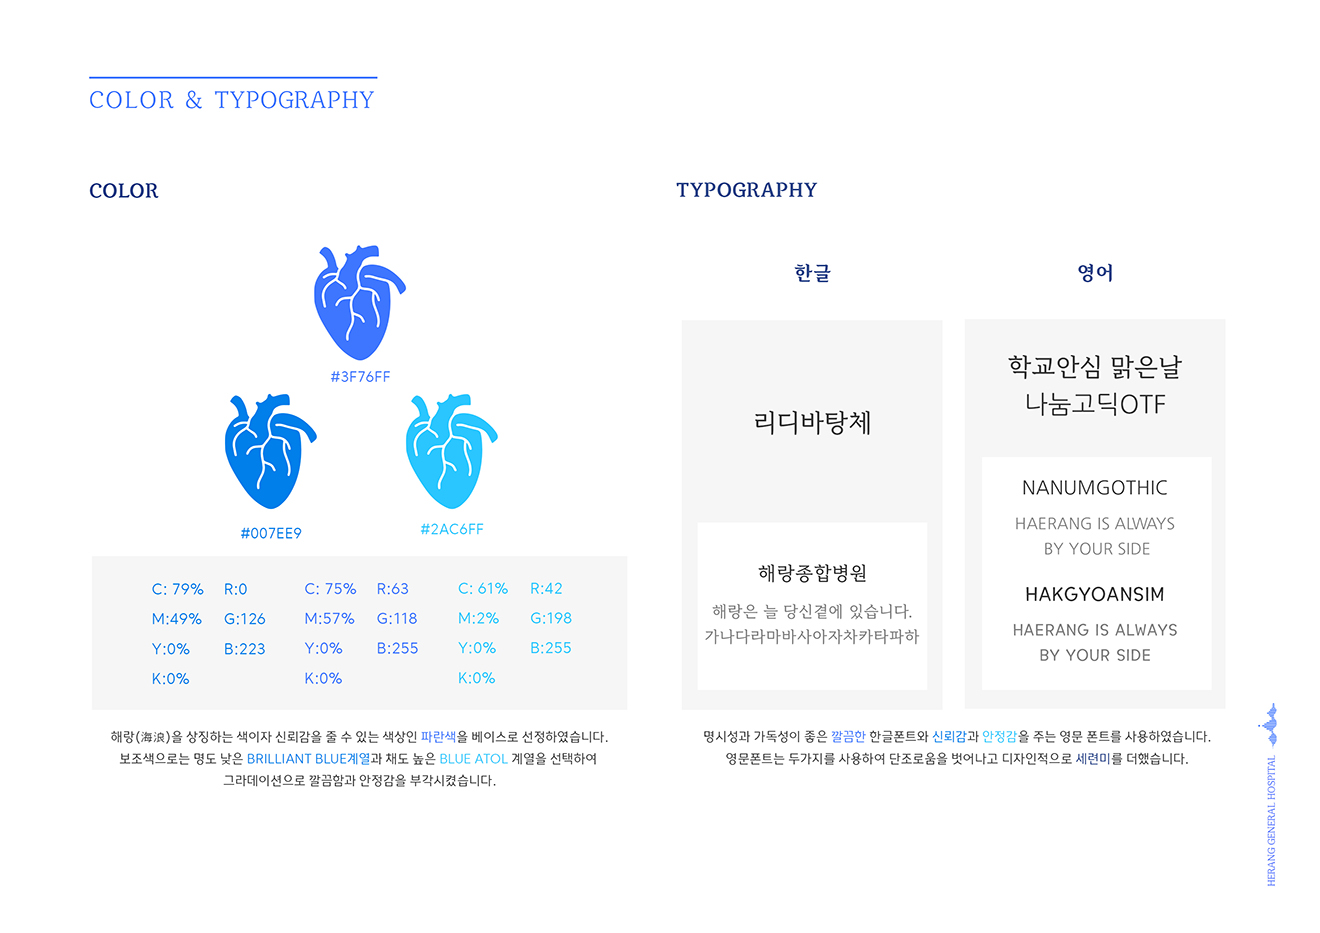 COLOR & TYPOGRAPHY
COLOR
#3F76FF
#007EE9
#2AC6FF
C: 79% R:0
M:49% G:126
Y:0% B:223
K:0%
C: 75% R:63
M:57% G:118
Y:0% B:255
K:0%
C: 61% R:42
M:2% G:198
Y:0% B:255
K:0%
해랑(海浪)을 상징하는 색이자 신뢰감을 줄 수 있는 색상인 파란색을 베이스로 선정하였습니다.
보조색으로는 명도 낮은 BRILLIANT BLUE계열과 채도 높은 BLUE ATOL 계열을 선택하여
그라데이션으로 깔끔함과 안정감을 부각시켰습니다.
TYPOGRAPHY
한글
리디바탕체
해랑종합병원
해랑은 늘 당신곁에 있습니다.
가나다라마바사아자차카타파하
영어
학교안심 맑은날
나눔고딕OTF
NANUMGOTHIC
HAERANG IS ALWAYS
BY YOUR SIDE
HAKGYOANSIM
HAERANG IS ALWAYS
BY YOUR SIDE
명시성과 가독성이 좋은 깔끔한 한글폰트와 신뢰감과 안정감을 주는 영문 폰트를 사용하였습니다.
영문폰트는 두가지를 사용하여 단조로움을 벗어나고 디자인적으로 세련미를 더했습니다.
HERANG GENERAL HOSPITAL